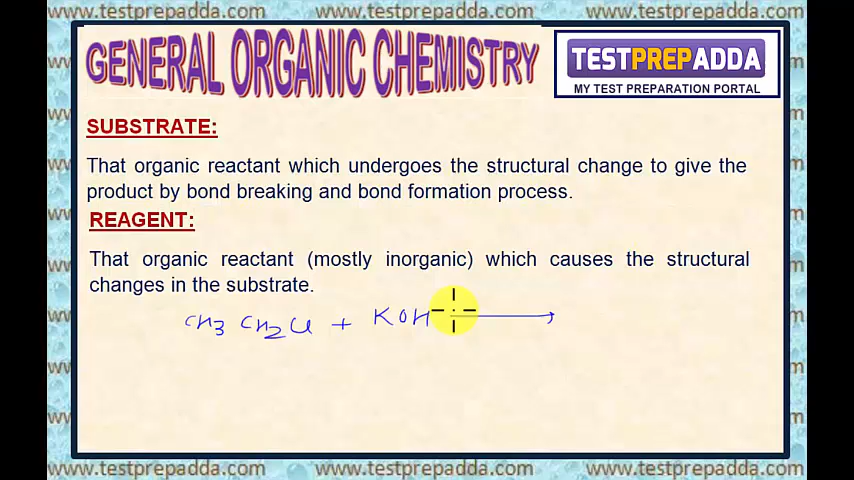 www.testprepadda.com www.testprepadda.com www.testprepadda.com
GENERAL ORGANIC CHEMISTRY
TESTPREPADDA
MY TEST PREPARATION PORTAL
SUBSTRATE:
That organic reactant which undergoes the structural change to give the
product by bond breaking and bond formation process.
REAGENT:
That organic reactant (mostly inorganic) which causes the structural
changes in the substrate.
CH3 CH2 Cl + KOH
www.testprepadda.com www.testprepadda.com www.testprepadda.com